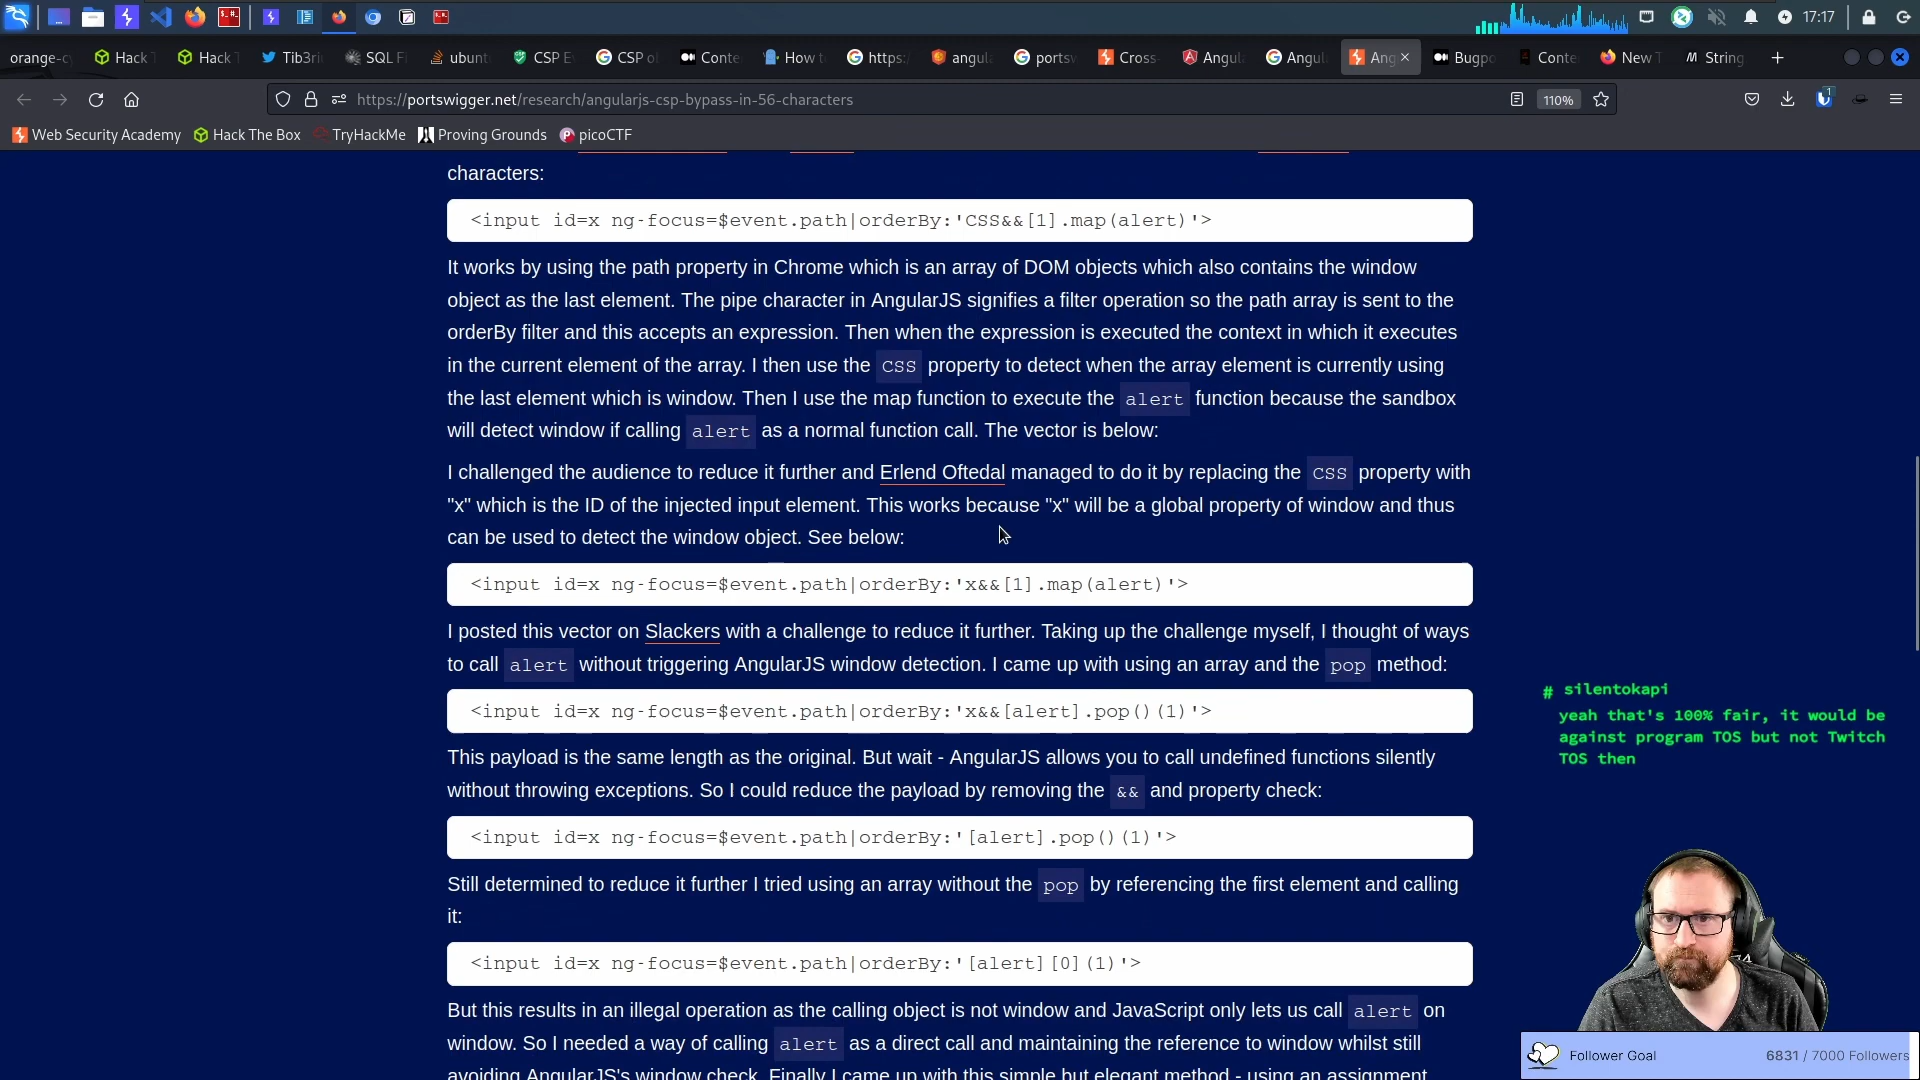 17:17
orange-c
Hack
Hack
Tib3ri
SQL F
ubunt
CSP E
CSP o
Conte
How t
https:
angul
portsw
Cross-
Angul
Angul
Ang
Bugpo
Conte
New T
String
https://portswigger.net/research/angularjs-csp-bypass-in-56-characters
110%
1
Web Security Academy
Hack The Box
TryHackMe
Proving Grounds
picoCTF
characters:
<input id=x ng-focus=$event.path|orderBy:'CSS&&[1].map(alert)'>
It works by using the path property in Chrome which is an array of DOM objects which also contains the window
object as the last element. The pipe character in AngularJS signifies a filter operation so the path array is sent to the
orderBy filter and this accepts an expression. Then when the expression is executed the context in which it executes
in the current element of the array. I then use the CSS property to detect when the array element is currently using
the last element which is window. Then I use the map function to execute the alert function because the sandbox
will detect window if calling alert as a normal function call. The vector is below:
I challenged the audience to reduce it further and Erlend Oftedal managed to do it by replacing the CSS property with
"x" which is the ID of the injected input element. This works because "x" will be a global property of window and thus
can be used to detect the window object. See below:
<input id=x ng-focus=$event.path|orderBy:'x&&[1].map(alert)'>
I posted this vector on Slackers with a challenge to reduce it further. Taking up the challenge myself, I thought of ways
to call alert without triggering AngularJS window detection. I came up with using an array and the pop method:
<input id=x ng-focus=$event.path|orderBy:'x&&[alert].pop()(1)'>
This payload is the same length as the original. But wait - AngularJS allows you to call undefined functions silently
without throwing exceptions. So I could reduce the payload by removing the && and property check:
<input id=x ng-focus=$event.path|orderBy:'[alert].pop()(1)'>
Still determined to reduce it further I tried using an array without the pop by referencing the first element and calling
it:
<input id=x ng-focus=$event.path|orderBy:'[alert][0](1)'>
But this results in an illegal operation as the calling object is not window and JavaScript only lets us call alert on
window. So I needed a way of calling alert as a direct call and maintaining the reference to window whilst still
avoiding AngularJS's window check. Finally I came up with this simple but elegant method - using an assignment
# silentokapi
yeah that's 100% fair, it would be
against program TOS but not Twitch
TOS then
Follower Goal
6831 / 7000 Followers